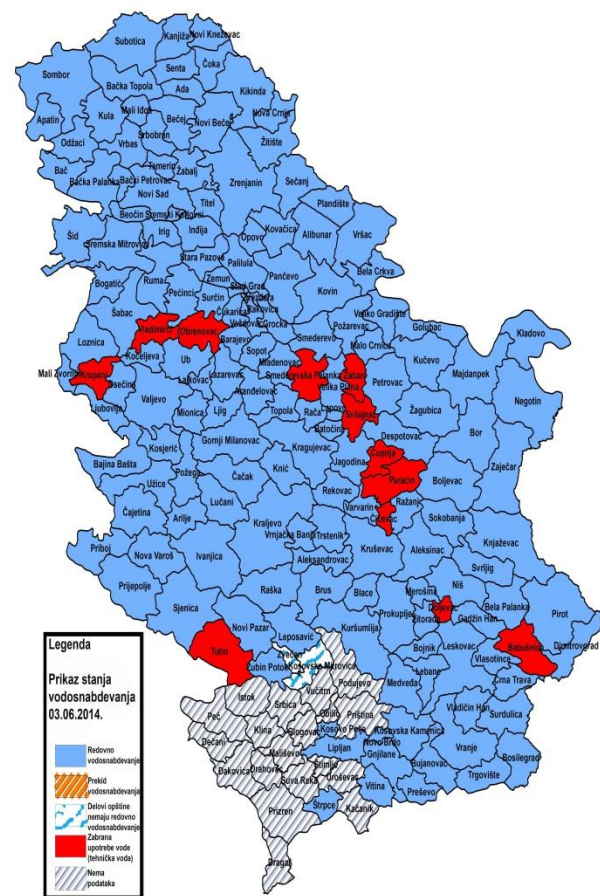 Subotica
Kanjiža
Novi Kneževac
Sombor
Senta
Čoka
Bačka Topola
Ada
Kikinda
Apatin
Kula
Mali Iđoš
Bečej
Novi Bečej
Nova Crnja
Odžaci
Vrbas
Srbobran
Žitište
Bač
Temerin
Žabalj
Bačka Palanka
Bački Petrovac
Zrenjanin
Sečanj
Novi Sad
Titel
Plandište
Beočin
Sremski Karlovci
Šid
Sremska Mitrovica
Irig
Inđija
Opovo
Kovačica
Alibunar
Vršac
Stara Pazova
Bela Crkva
Bogatić
Ruma
Pećinci
Zemun
Palilula
Pančevo
Surčin
Stari Grad
Kovin
Šabac
Čukarica
Voždovac
Grocka
Veliko Gradište
Golubac
Kladovo
Loznica
Vladimirci
Obrenovac
Barajevo
Smederevo
Požarevac
Malo Crniće
Koceljeva
Ub
Sopot
Mladenovac
Kučevo
Majdanpek
Mali Zvornik
Krupanj
Osečina
Lajkovac
Lazarevac
Smederevska Palanka
Žabari
Velika Plana
Petrovac
Negotin
Ljubovija
Valjevo
Mionica
Ljig
Aranđelovac
Topola
Rača
Lapovo
Svilajnac
Žagubica
Batočina
Bor
Kosjerić
Gornji Milanovac
Kragujevac
Despotovac
Bajina Bašta
Požega
Čačak
Knić
Jagodina
Ćuprija
Zaječar
Užice
Rekovac
Paraćin
Boljevac
Čajetina
Arilje
Lučani
Kraljevo
Varvarin
Ražanj
Vrnjačka Banja
Trstenik
Ćićevac
Sokobanja
Priboj
Nova Varoš
Ivanjica
Kruševac
Aleksinac
Knjaževac
Aleksandrovac
Svrljig
Prijepolje
Raška
Brus
Blace
Merošina
Niš
Sjenica
Prokuplje
Doljevac
Bela Palanka
Pirot
Novi Pazar
Žitorađa
Gadžin Han
Leposavić
Kuršumlija
Babušnica
Tutin
Zvečan
Bojnik
Leskovac
Vlasotince
Dimitrovgrad
Zubin Potok
Kosovska Mitrovica
Lebane
Crna Trava
Podujevo
Medveđa
Vučitrn
Istok
Srbica
Vladičin Han
Surdulica
Peć
Obilić
Priština
Klina
Glogovac
Kosovo Polje
Kosovska Kamenica
Dečani
Mališevo
Lipljan
Novo Brdo
Vranje
Gnjilane
Bosilegrad
Štimlje
Bujanovac
Đakovica
Orahovac
Suva Reka
Uroševac
Trgovište
Vitina
Preševo
Prizren
Štrpce
Kačanik
Dragaš
Legenda
Prikaz stanja
vodosnabdevanja
03.06.2014.
Redovno
vodosnabdevanje
Prekid
vodosnabdevanja
Delovi opštine
nemaju redovno
vodosnabdevanje
Zabrana
upotrebe vode
(tehnička voda)
Nema
podataka